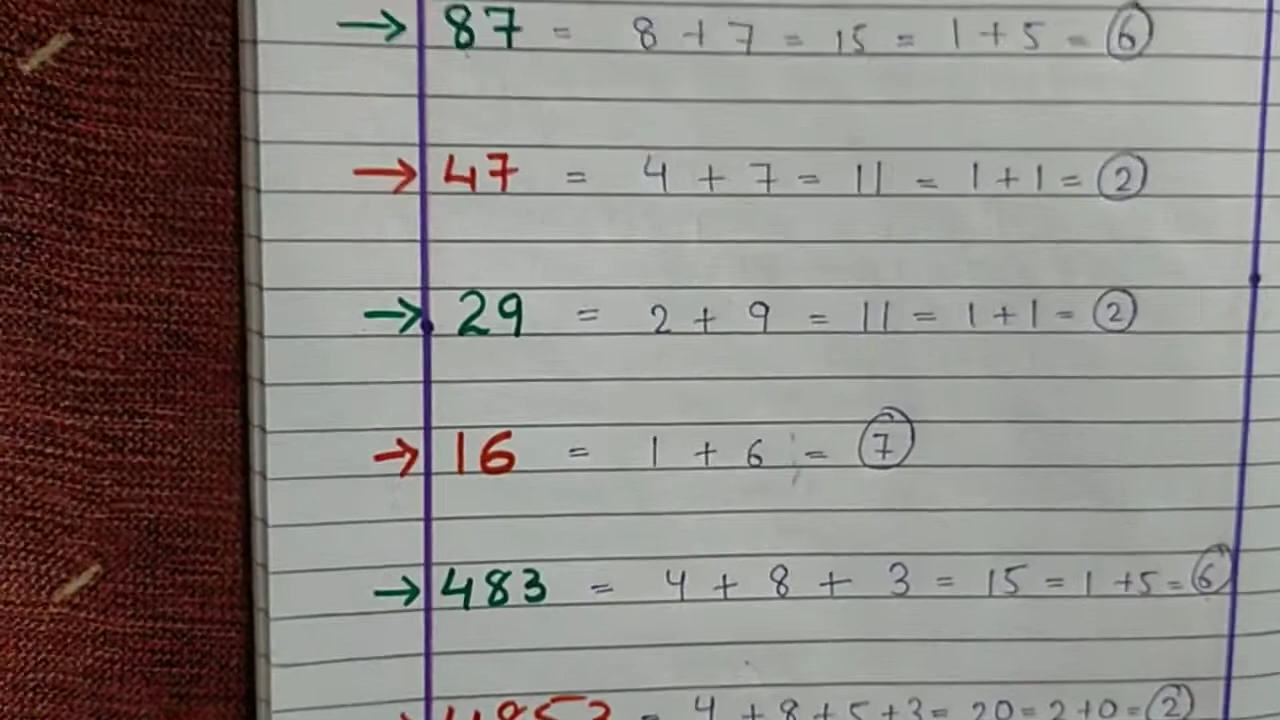 → 87 = 8 + 7 = 15 = 1 + 5 = 6
→ 47 = 4 + 7 = 11 = 1 + 1 = 2
→ 29 = 2 + 9 = 11 = 1 + 1 = 2
→ 16 = 1 + 6 = 7
→ 483 = 4 + 8 + 3 = 15 = 1 + 5 = 6
→ 4853 = 4 + 8 + 5 + 3 = 20 = 2 + 0 = 2